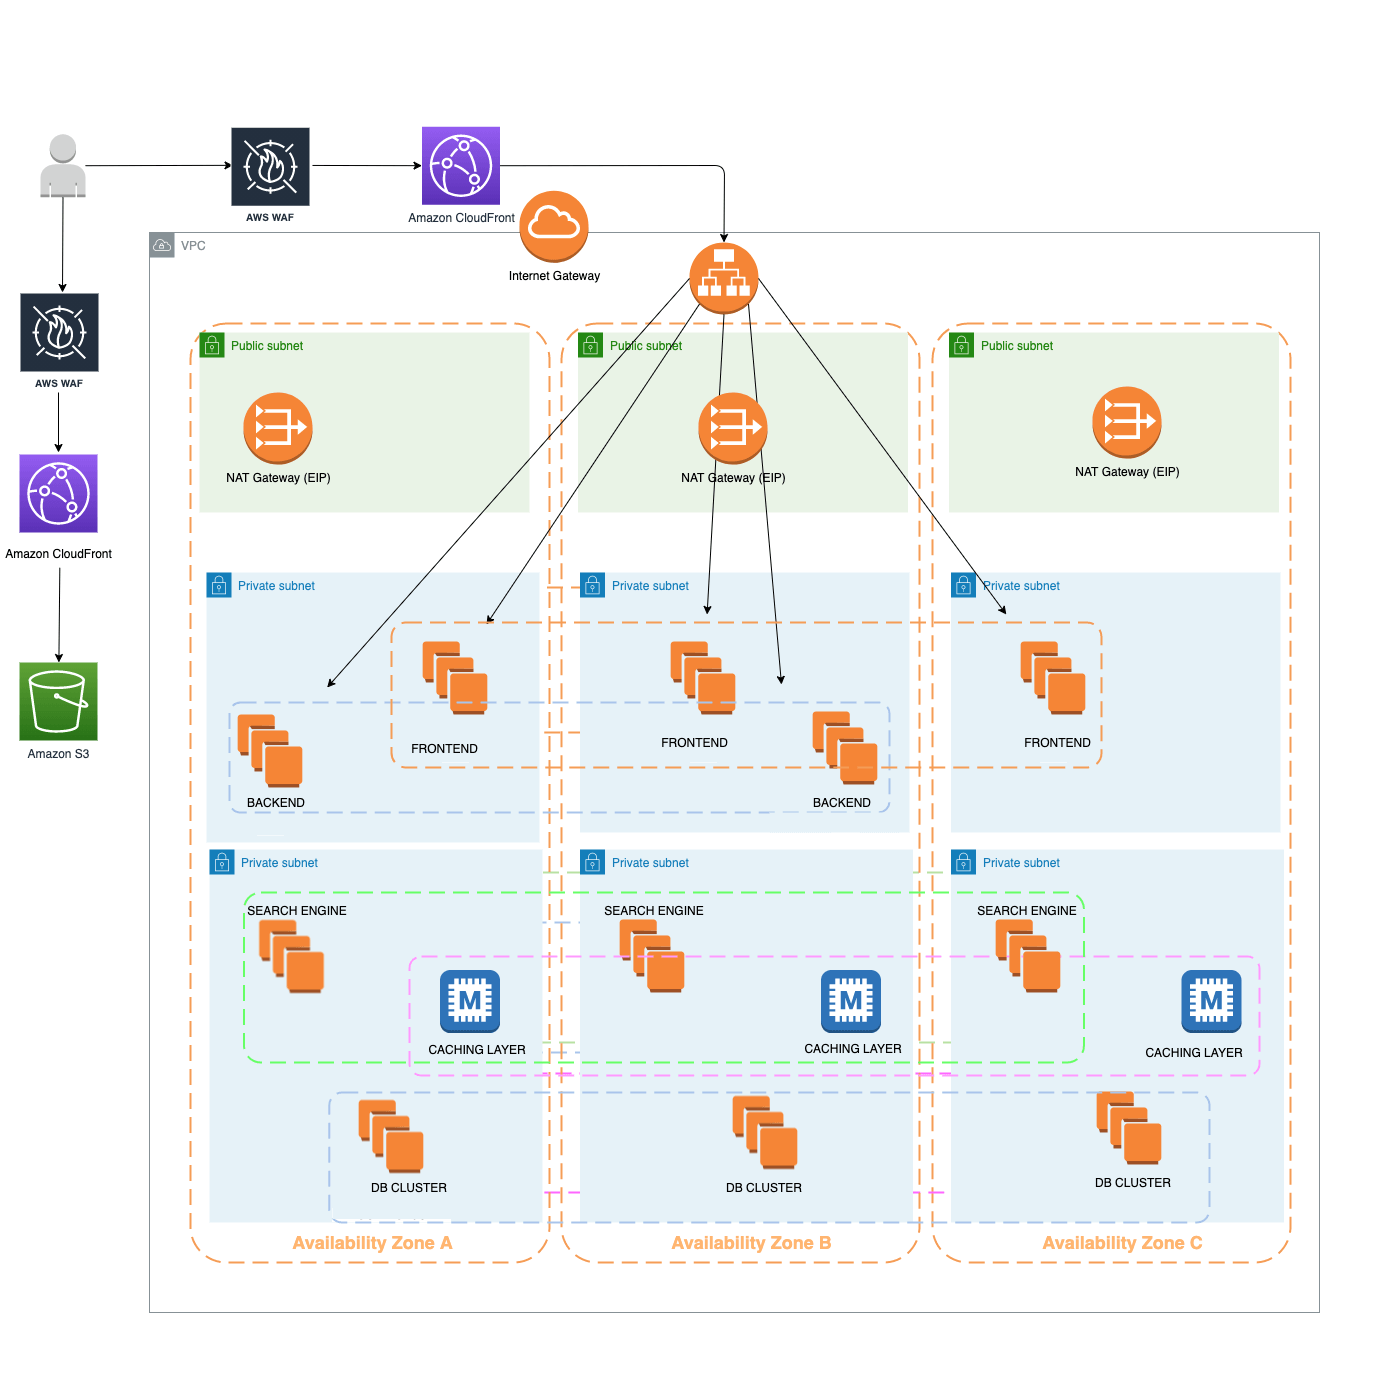 AWS WAF
Amazon CloudFront
Internet Gateway
VPC
AWS WAF
Amazon CloudFront
Amazon S3
Public subnet
Public subnet
Public subnet
NAT Gateway (EIP)
NAT Gateway (EIP)
NAT Gateway (EIP)
Private subnet
Private subnet
Private subnet
FRONTEND
FRONTEND
FRONTEND
BACKEND
BACKEND
Private subnet
Private subnet
Private subnet
SEARCH ENGINE
SEARCH ENGINE
SEARCH ENGINE
M
M
M
CACHING LAYER
CACHING LAYER
CACHING LAYER
DB CLUSTER
DB CLUSTER
DB CLUSTER
Availability Zone A
Availability Zone B
Availability Zone C